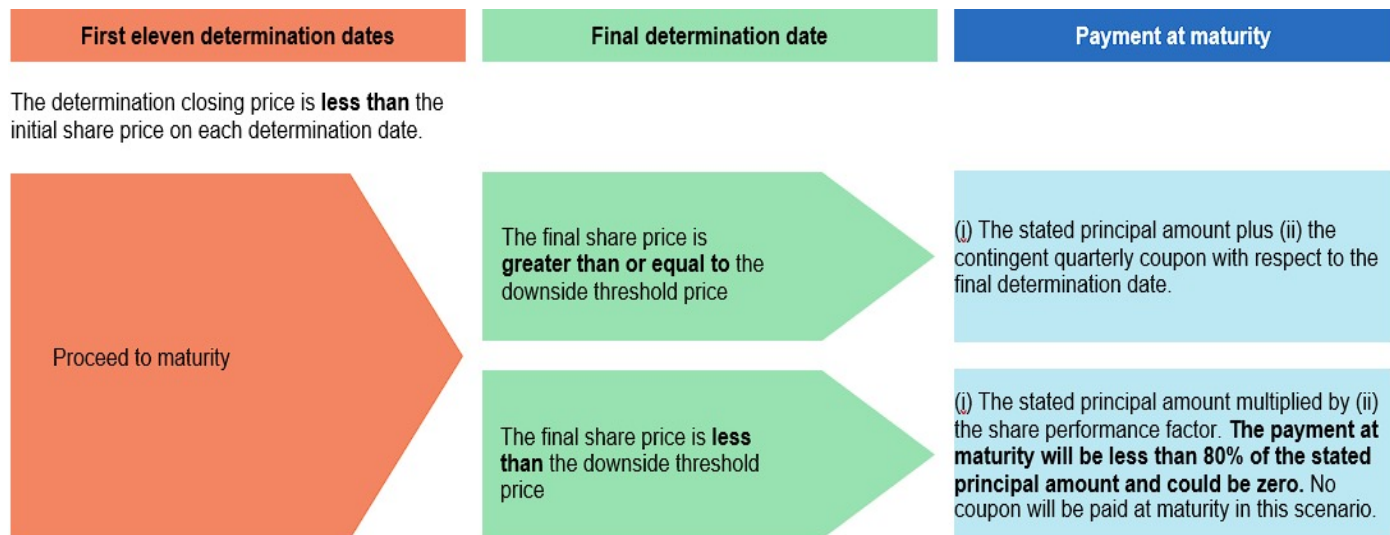 First eleven determination dates
Final determination date
Payment at maturity
The determination closing price is less than the
initial share price on each determination date.
Proceed to maturity
The final share price is
greater than or equal to the
downside threshold price
(i) The stated principal amount plus (ii) the
contingent quarterly coupon with respect to the
final determination date.
The final share price is less
than the downside threshold
price
(i) The stated principal amount multiplied by (ii)
the share performance factor. The payment at
maturity will be less than 80% of the stated
principal amount and could be zero. No
coupon will be paid at maturity in this scenario.